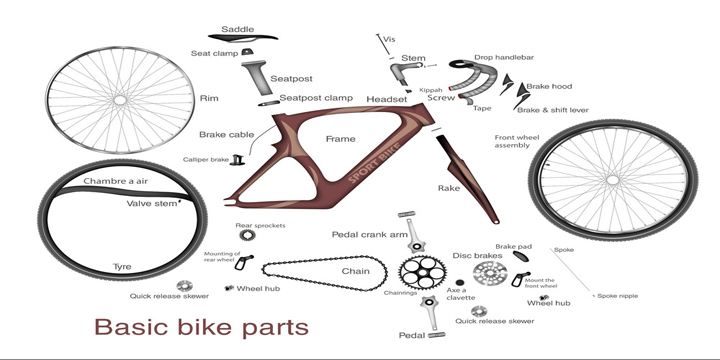 Saddle
Seat clamp
Seatpost
Seatpost clamp
Headset
Vis
Stem
Drop handlebar
Kippah
Screw
Tape
Brake hood
Brake & shift lever
Rim
Brake cable
Calliper brake
Frame
SPORT BIKE
Front wheel
assembly
Rake
Chambre a air
Valve stem
Tyre
Rear sprockets
Mounting of
rear wheel
Quick release skewer
Wheel hub
Chain
Pedal crank arm
Chainrings
Pedal
Disc brakes
Brake pad
Axe a
clavette
Mount the
front wheel
Wheel hub
Quick release skewer
Spoke
Spoke nipple
Basic bike parts